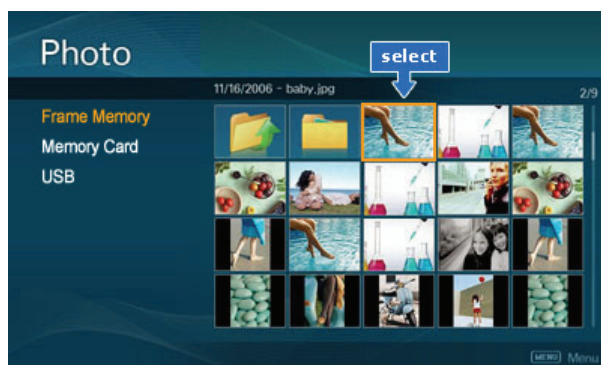 Photo
select
11/16/2006 - baby.jpg
2/9
Frame Memory
Memory Card
USB
MENU Menu